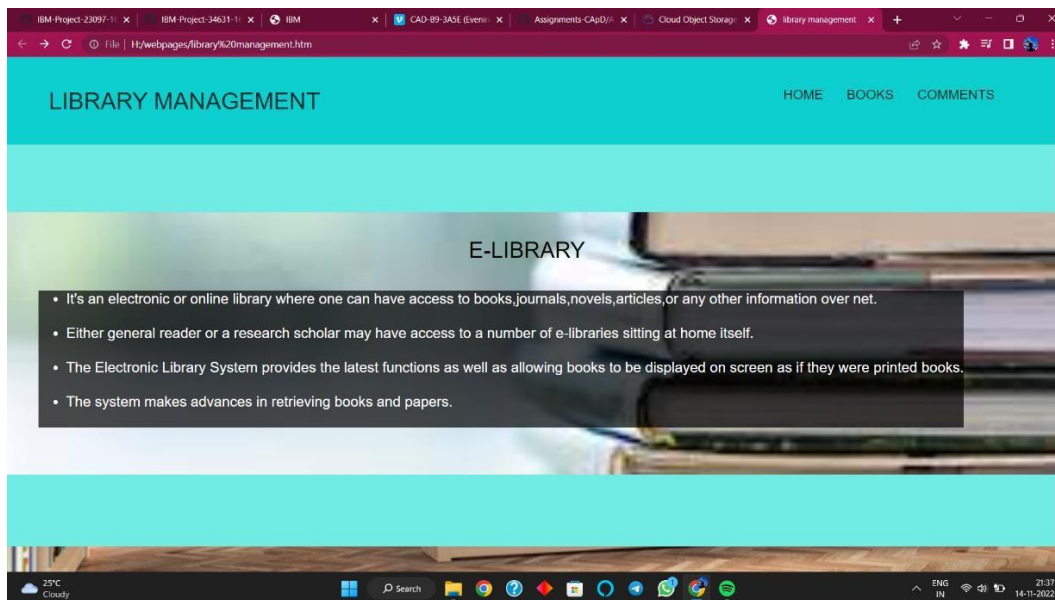 IBM-Project-23097-1
IBM-Project-34631-1
IBM
CAD-B9-3A5E (Evenin
Assignments-CApD/A
Cloud Object Storage
library management
File | H:/webpages/library%20management.htm
LIBRARY MANAGEMENT
HOME BOOKS COMMENTS
E-LIBRARY
• It's an electronic or online library where one can have access to books,journals,novels,articles,or any other information over net.
• Either general reader or a research scholar may have access to a number of e-libraries sitting at home itself.
• The Electronic Library System provides the latest functions as well as allowing books to be displayed on screen as if they were printed books.
• The system makes advances in retrieving books and papers.
25°C
Cloudy
Search
ENG
IN
21:37
14-11-2022